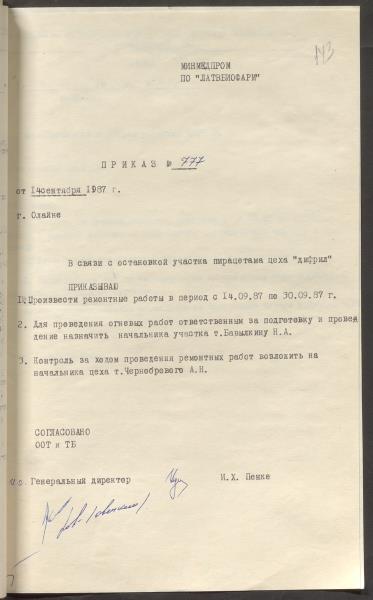 143
МИНМЕДПРОМ
ПО "ЛАТВБИОФАРМ"
ПРИКАЗ № 777
от 14сентября 1987 г.
г. Олайне
В связи с остановкой участка пирацетама цеха "дифрил"
ПРИКАЗЫВАЮ
1. Произвести ремонтные работы в период с 14.09.87 по 30.09.87 г.
2. Для проведения огневых работ ответственным за подготовку и провед
дение назначить начальника участка т.Бавыкину Н.А.
3. Контроль за ходом проведения ремонтных работ возложить на
начальника цеха т.Чернобрового А.Н.
СОГЛАСОВАНО
ООТ и ТБ
и.о. Генеральный директор И.Х. Пенке